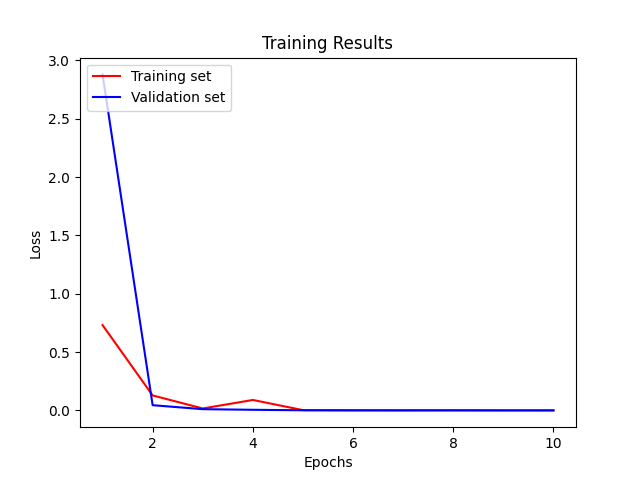 Training Results
Training set
Validation set
Loss
3.0
2.5
2.0
1.5
1.0
0.5
0.0
2 4 6 8 10
Epochs